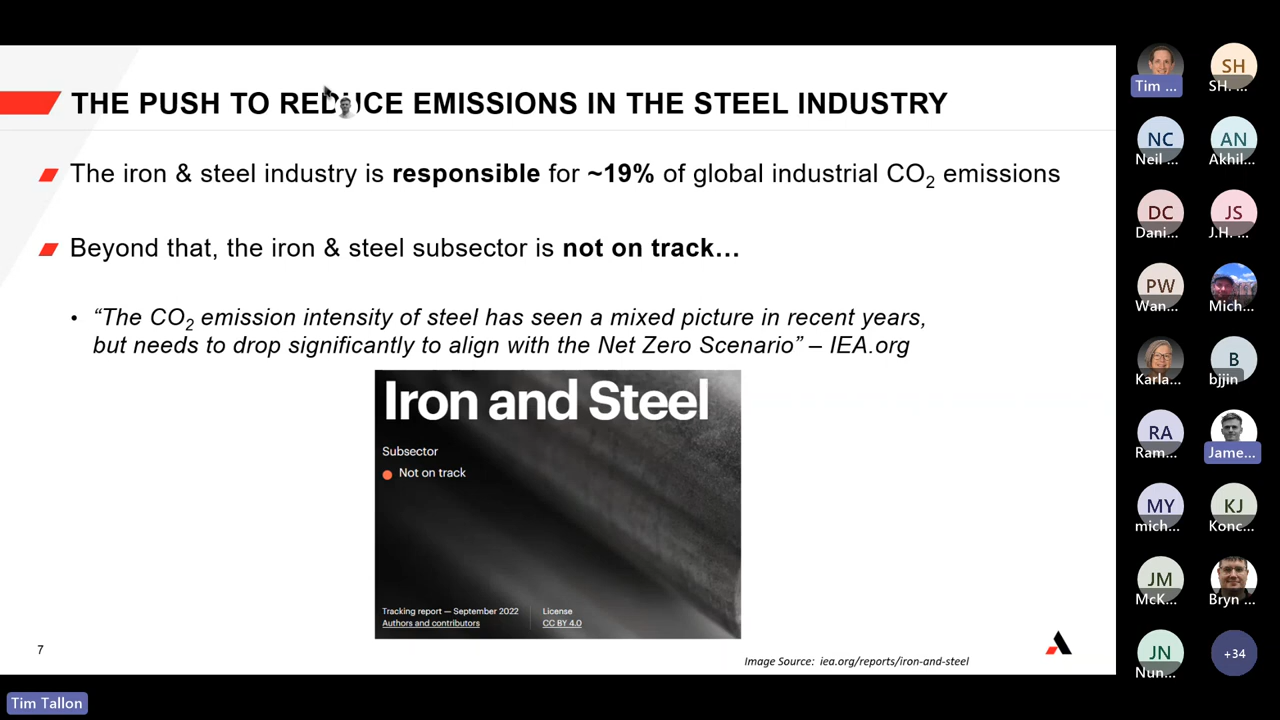 THE PUSH TO REDUCE EMISSIONS IN THE STEEL INDUSTRY
The iron & steel industry is responsible for ~19% of global industrial CO2 emissions
Beyond that, the iron & steel subsector is not on track…
• “The CO2 emission intensity of steel has seen a mixed picture in recent years,
but needs to drop significantly to align with the Net Zero Scenario” – IEA.org
Iron and Steel
Subsector
Not on track
Tracking report — September 2022
Authors and contributors
License
CC BY 4.0
7
Image Source: iea.org/reports/iron-and-steel
Tim Tallon
Tim ...
SH
SH. ...
NC
Neil ...
AN
Akhil...
DC
Dani...
JS
J.H. ...
PW
Wan...
Mich...
Karla...
B
bjjin
RA
Ram...
Jame...
MY
mich...
KJ
Konc...
JM
McK...
Bryn ...
JN
Nun...
+34